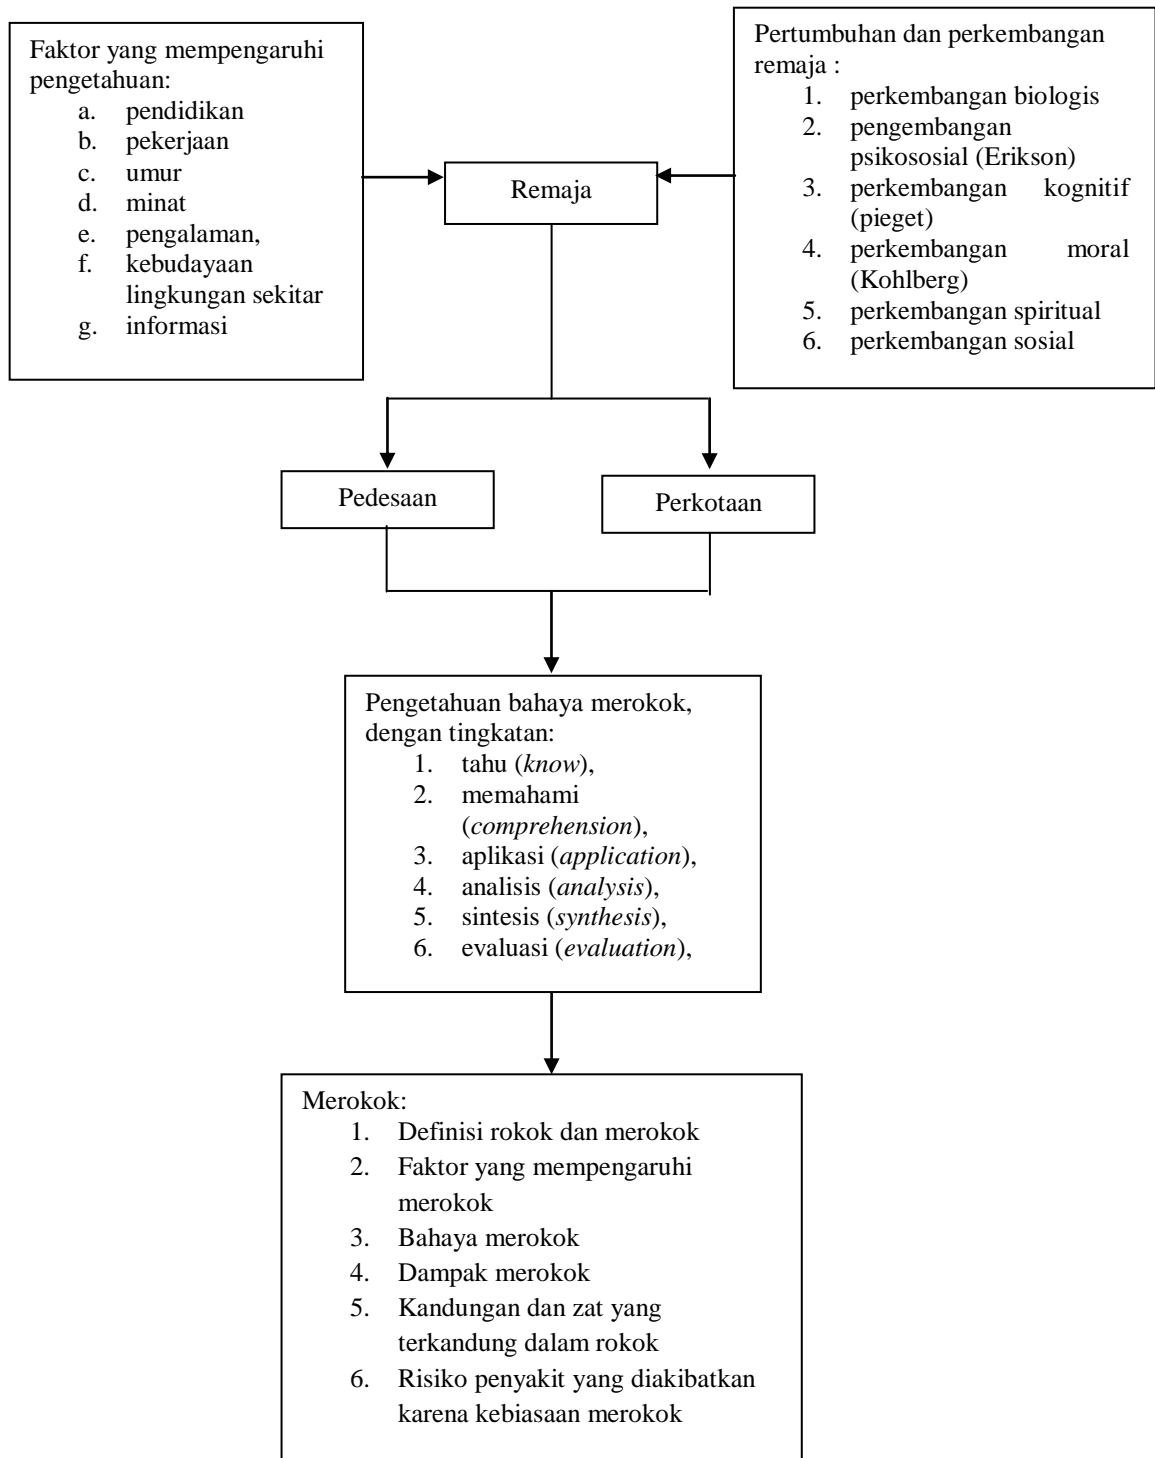 Faktor yang mempengaruhi
pengetahuan:
a. pendidikan
b. pekerjaan
c. umur
d. minat
e. pengalaman,
f. kebudayaan
lingkungan sekitar
g. informasi
Remaja
Pertumbuhan dan perkembangan
remaja :
1. perkembangan biologis
2. pengembangan
psikososial (Erikson)
3. perkembangan kognitif
(pieget)
4. perkembangan moral
(Kohlberg)
5. perkembangan spiritual
6. perkembangan sosial
Pedesaan
Perkotaan
Pengetahuan bahaya merokok,
dengan tingkatan:
1. tahu (know),
2. memahami
(comprehension),
3. aplikasi (application),
4. analisis (analysis),
5. sintesis (synthesis),
6. evaluasi (evaluation),
Merokok:
1. Definisi rokok dan merokok
2. Faktor yang mempengaruhi
merokok
3. Bahaya merokok
4. Dampak merokok
5. Kandungan dan zat yang
terkandung dalam rokok
6. Risiko penyakit yang diakibatkan
karena kebiasaan merokok